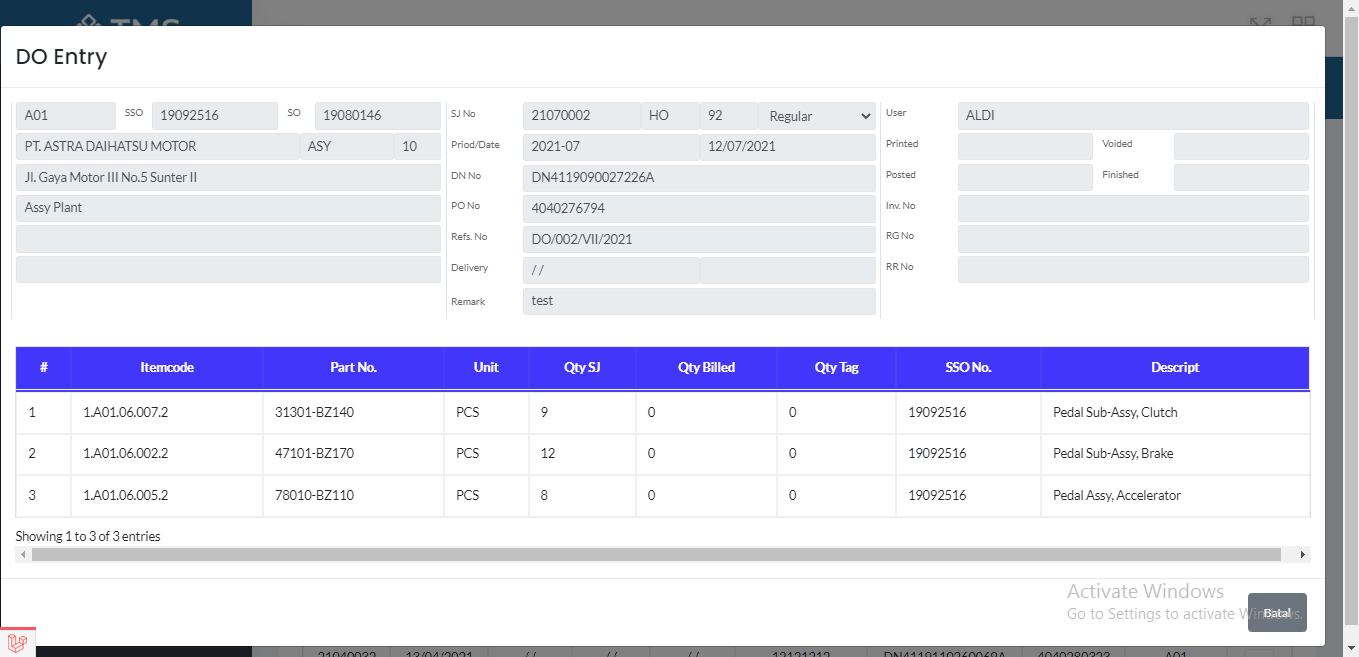 TMS
DO Entry
A01 SSO 19092516 SO 19080146
PT. ASTRA DAIHATSU MOTOR ASY 10
Jl. Gaya Motor III No.5 Sunter II
Assy Plant
SJ No 21070002 HO 92 Regular
Priod/Date 2021-07 12/07/2021
DN No DN4119090027226A
PO No 4040276794
Refs. No DO/002/VII/2021
Delivery / /
Remark test
User ALDI
Printed Voided
Posted Finished
Inv. No
RG No
RR No
# Itemcode Part No. Unit Qty SJ Qty Billed Qty Tag SSO No. Descript
1 1.A01.06.007.2 31301-BZ140 PCS 9 0 0 19092516 Pedal Sub-Assy, Clutch
2 1.A01.06.002.2 47101-BZ170 PCS 12 0 0 19092516 Pedal Sub-Assy, Brake
3 1.A01.06.005.2 78010-BZ110 PCS 8 0 0 19092516 Pedal Assy, Accelerator
Showing 1 to 3 of 3 entries
Activate Windows
Go to Settings to activate Windows.
Batal
21040032 13/04/2021 / / / / / / 12121212 DN4119110260069A 4040280323 A01